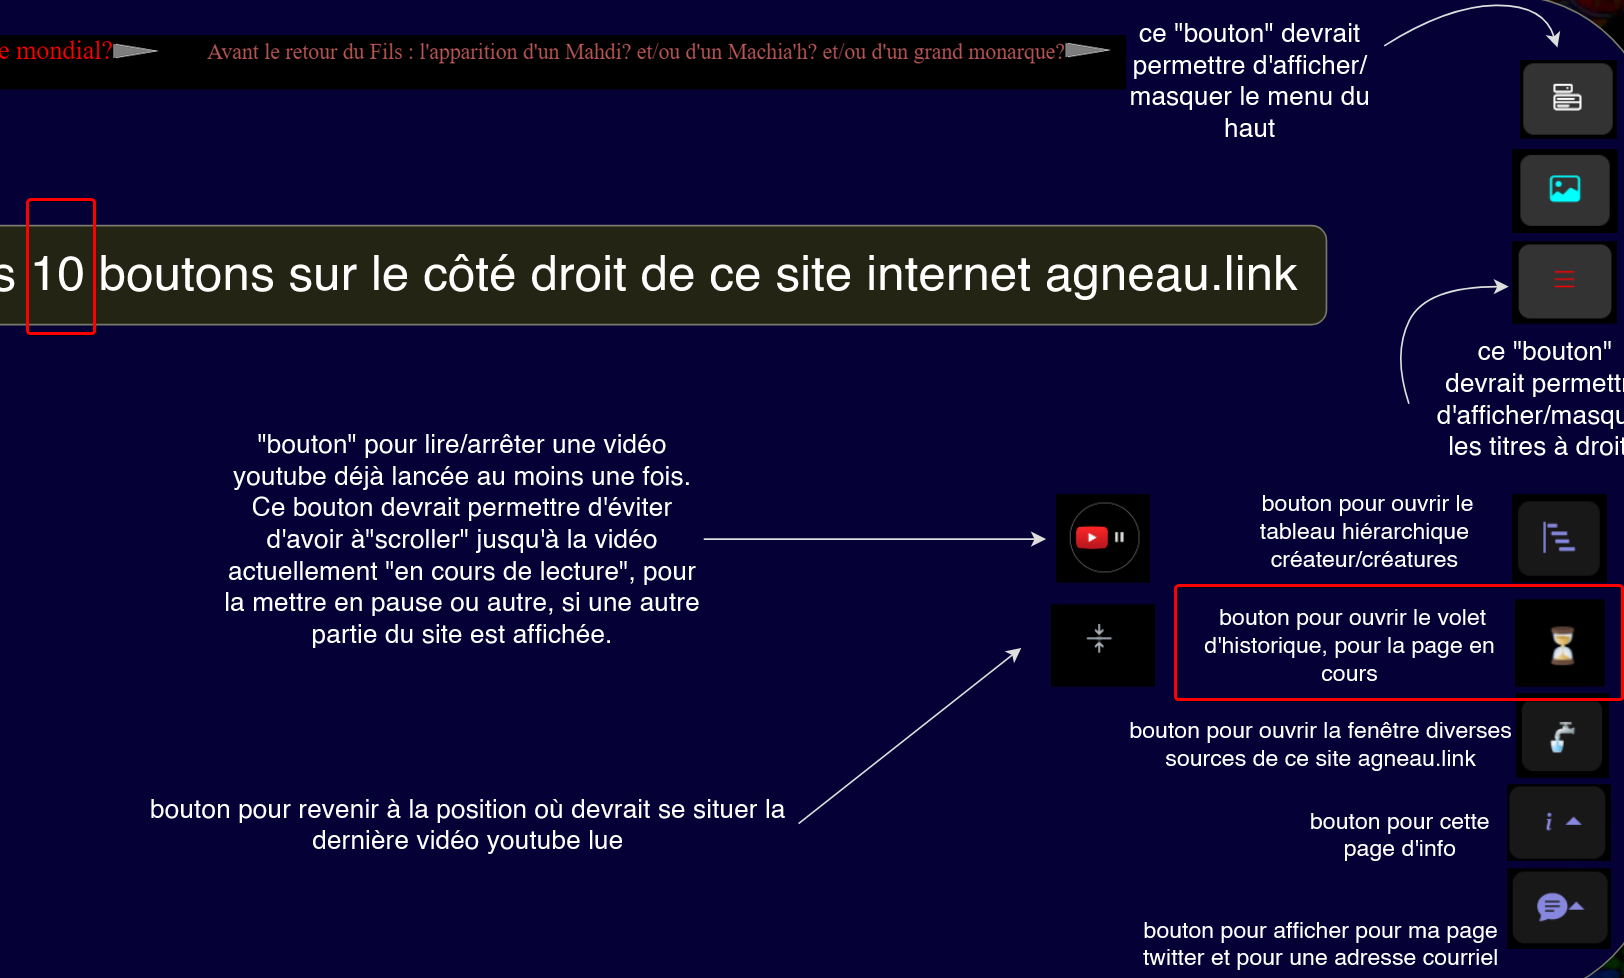 e mondial?
Avant le retour du Fils : l'apparition d'un Mahdi? et/ou d'un Machia'h? et/ou d'un grand monarque?
ce "bouton" devrait
permettre d'afficher/
masquer le menu du
haut
s 10 boutons sur le côté droit de ce site internet agneau.link
ce "bouton"
devrait permettr
d'afficher/masqu
les titres à droit
"bouton" pour lire/arrêter une vidéo
youtube déjà lancée au moins une fois.
Ce bouton devrait permettre d'éviter
d'avoir à"scroller" jusqu'à la vidéo
actuellement "en cours de lecture", pour
la mettre en pause ou autre, si une autre
partie du site est affichée.
bouton pour ouvrir le
tableau hiérarchique
créateur/créatures
bouton pour ouvrir le volet
d'historique, pour la page en
cours
bouton pour ouvrir la fenêtre diverses
sources de ce site agneau.link
bouton pour revenir à la position où devrait se situer la
dernière vidéo youtube lue
bouton pour cette
page d'info
i
bouton pour afficher pour ma page
twitter et pour une adresse courriel